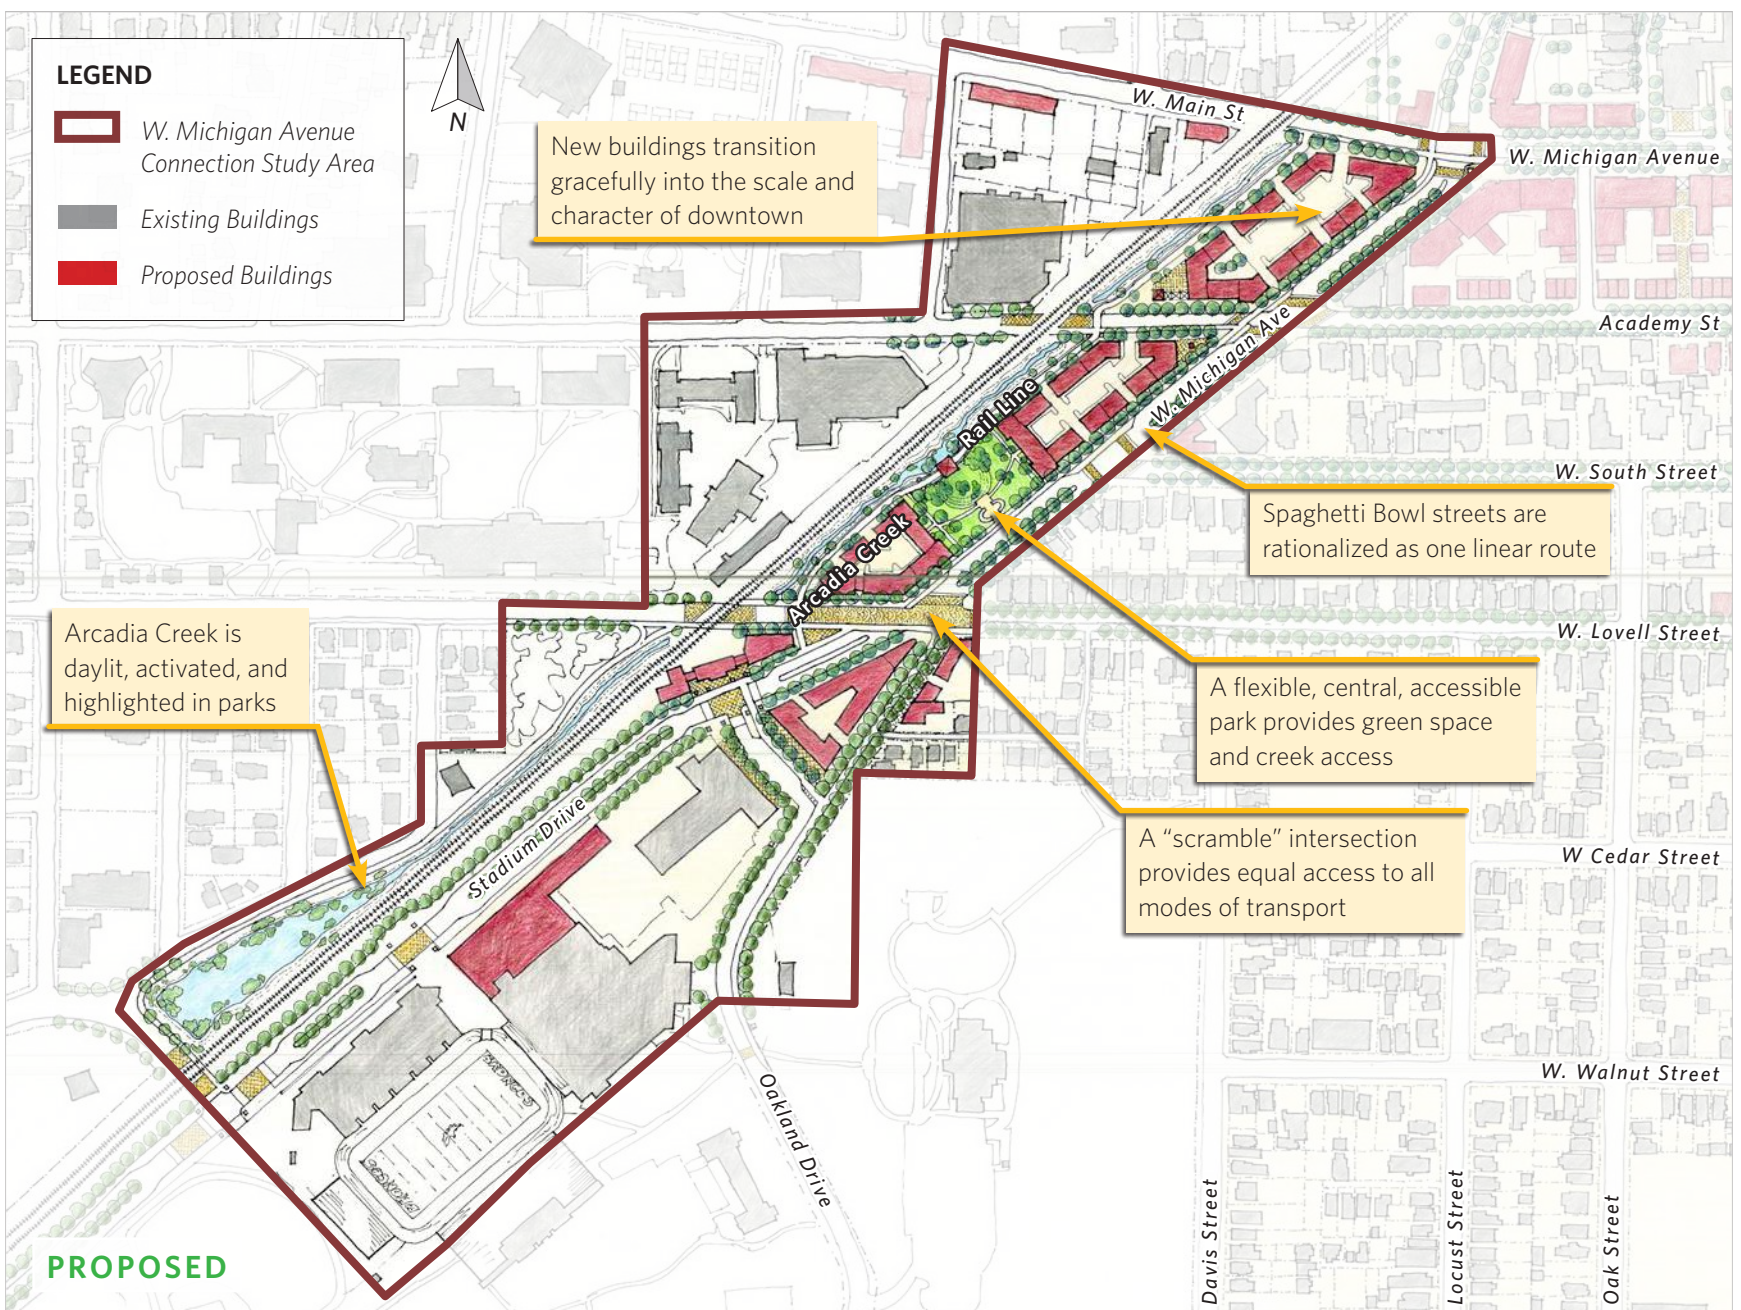 LEGEND
W. Michigan Avenue
Connection Study Area
Existing Buildings
Proposed Buildings
N
New buildings transition
gracefully into the scale and
character of downtown
W. Main St
W. Michigan Avenue
Academy St
W. Michigan Ave
Rail Line
W. South Street
Spaghetti Bowl streets are
rationalized as one linear route
Arcadia Creek
W. Lovell Street
Arcadia Creek is
daylit, activated, and
highlighted in parks
A flexible, central, accessible
park provides green space
and creek access
A “scramble” intersection
provides equal access to all
modes of transport
Stadium Drive
W Cedar Street
W. Walnut Street
Oakland Drive
BRONCOS
Davis Street
Locust Street
Oak Street
PROPOSED